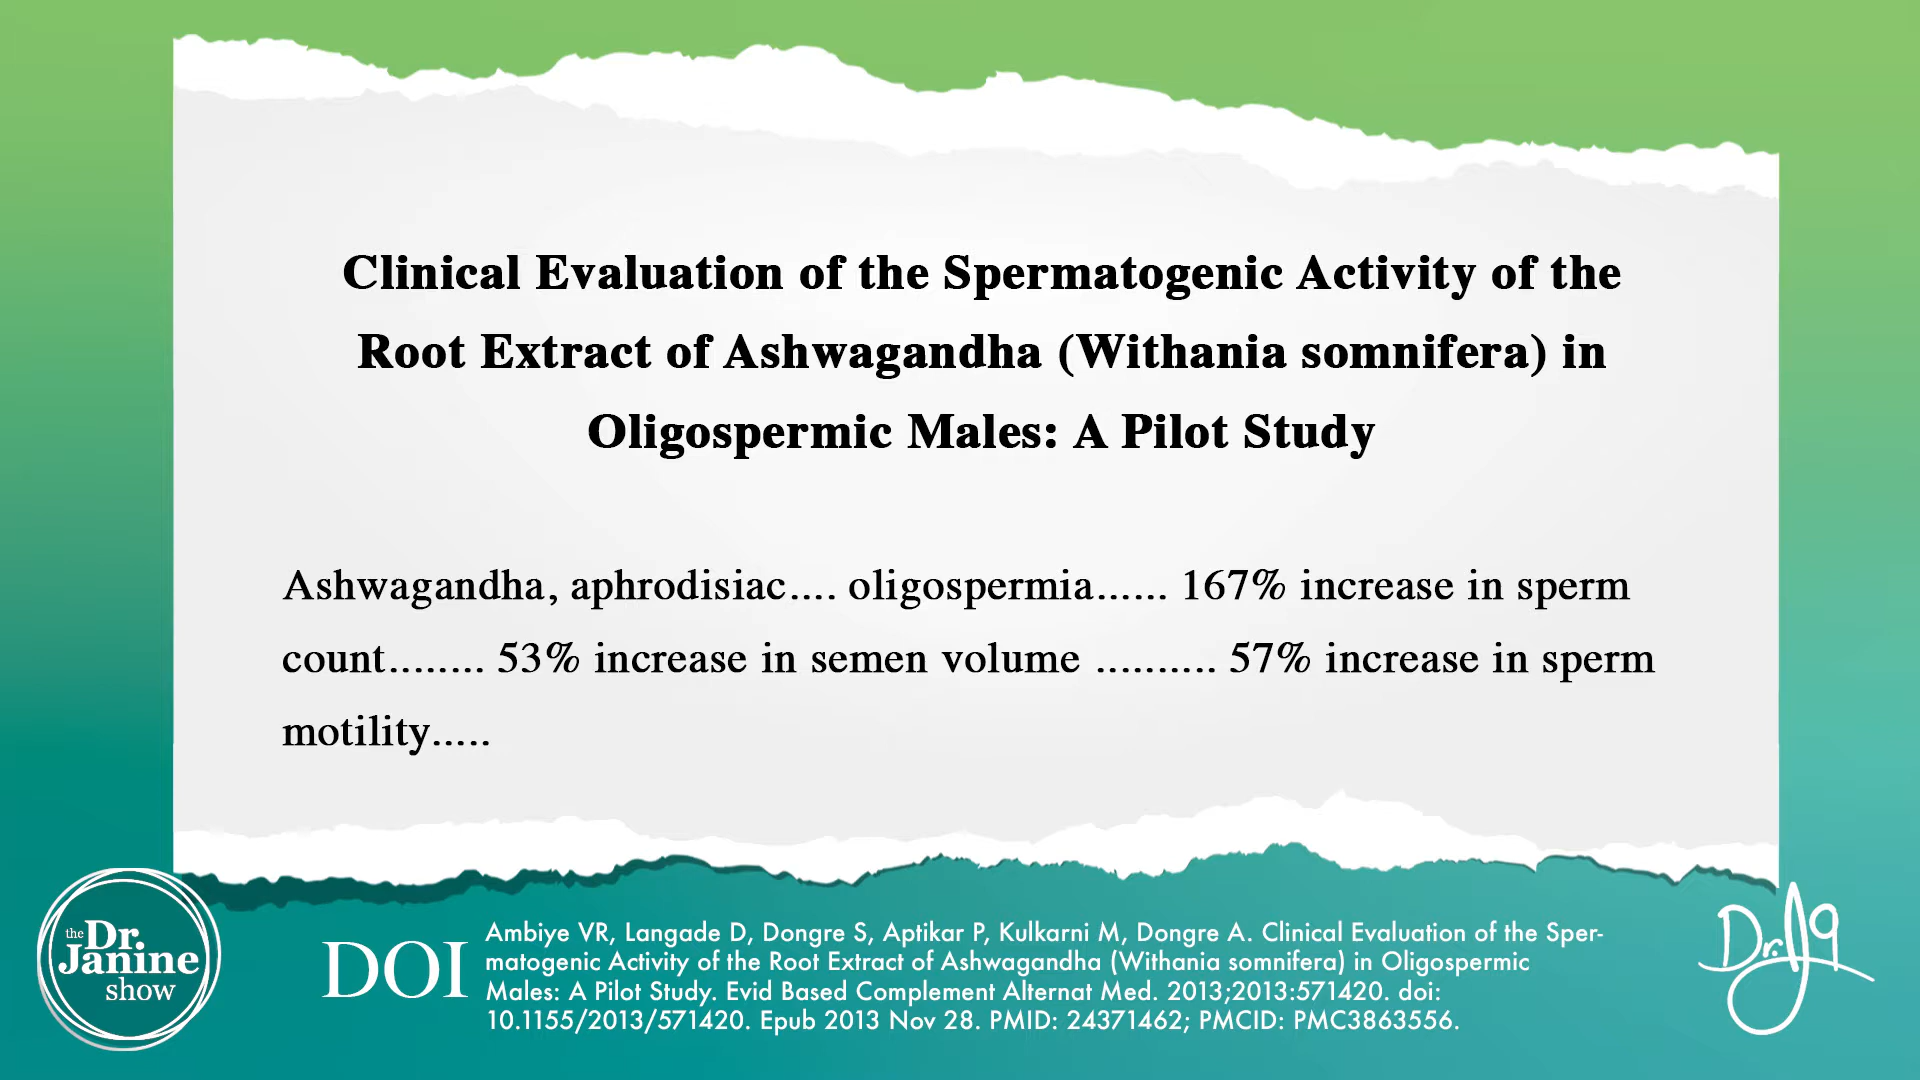 Clinical Evaluation of the Spermatogenic Activity of the
Root Extract of Ashwagandha (Withania somnifera) in
Oligospermic Males: A Pilot Study
Ashwagandha, aphrodisiac.... oligospermia...... 167% increase in sperm
count........ 53% increase in semen volume .......... 57% increase in sperm
motility.....
the Dr.
Janine
show
DOI
Ambiye VR, Langade D, Dongre S, Aptikar P, Kulkarni M, Dongre A. Clinical Evaluation of the Sper-
matogenic Activity of the Root Extract of Ashwagandha (Withania somnifera) in Oligospermic
Males: A Pilot Study. Evid Based Complement Alternat Med. 2013;2013:571420. doi:
10.1155/2013/571420. Epub 2013 Nov 28. PMID: 24371462; PMCID: PMC3863556.
Dr.